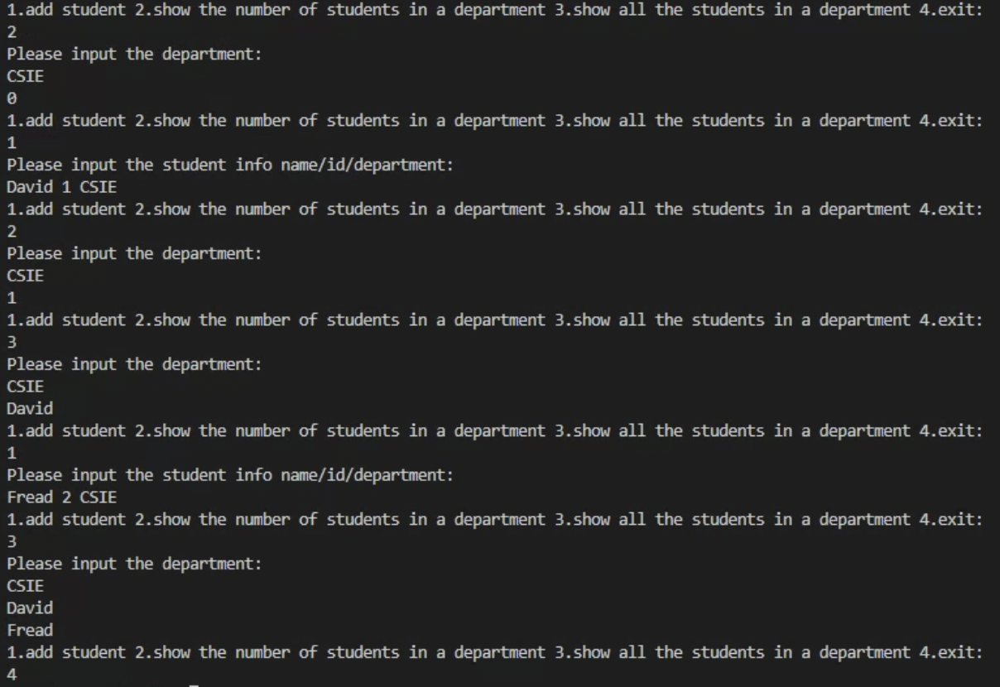 1.add student 2.show the number of students in a department 3.show all the students in a department 4.exit:
2
Please input the department:
CSIE
0
1.add student 2.show the number of students in a department 3.show all the students in a department 4.exit:
1
Please input the student info name/id/department:
David 1 CSIE
1.add student 2.show the number of students in a department 3.show all the students in a department 4.exit:
2
Please input the department:
CSIE
1
1.add student 2.show the number of students in a department 3.show all the students in a department 4.exit:
3
Please input the department:
CSIE
David
1.add student 2.show the number of students in a department 3.show all the students in a department 4.exit:
1
Please input the student info name/id/department:
Fread 2 CSIE
1.add student 2.show the number of students in a department 3.show all the students in a department 4.exit:
3
Please input the department:
CSIE
David
Fread
1.add student 2.show the number of students in a department 3.show all the students in a department 4.exit:
4